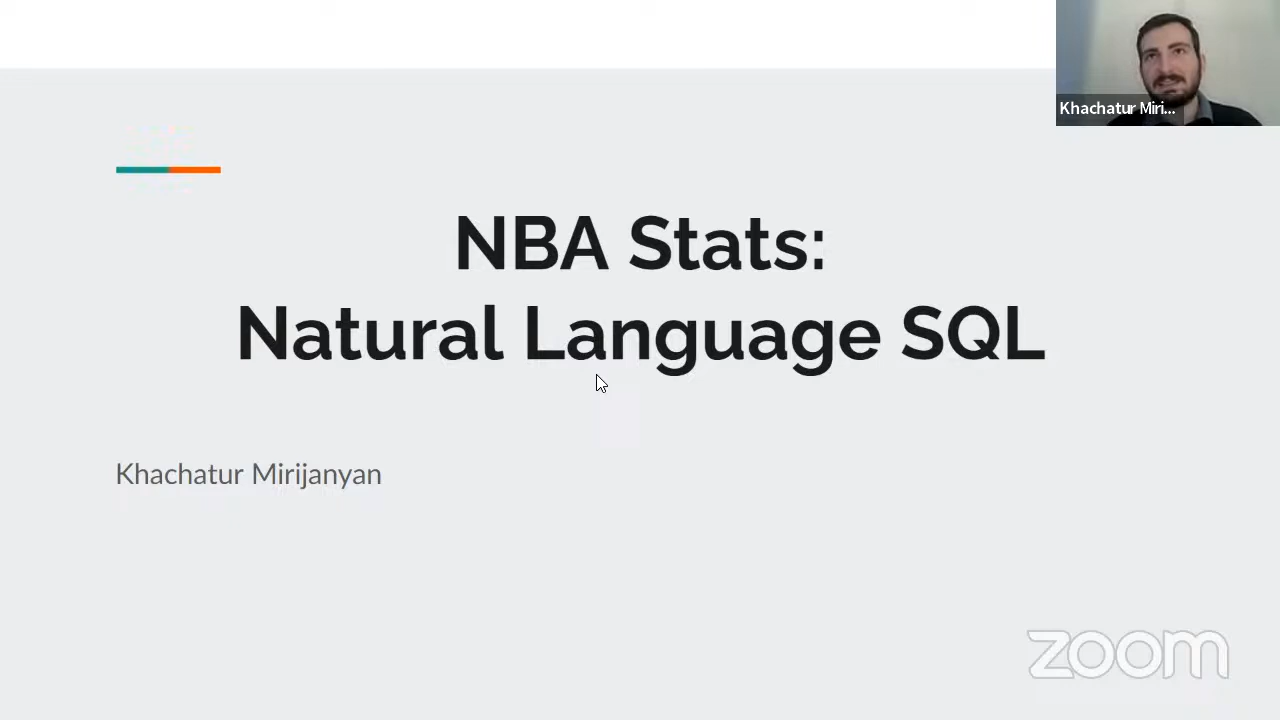 Khachatur Miri...
NBA Stats:
Natural Language SQL
Khachatur Mirijanyan
zoom